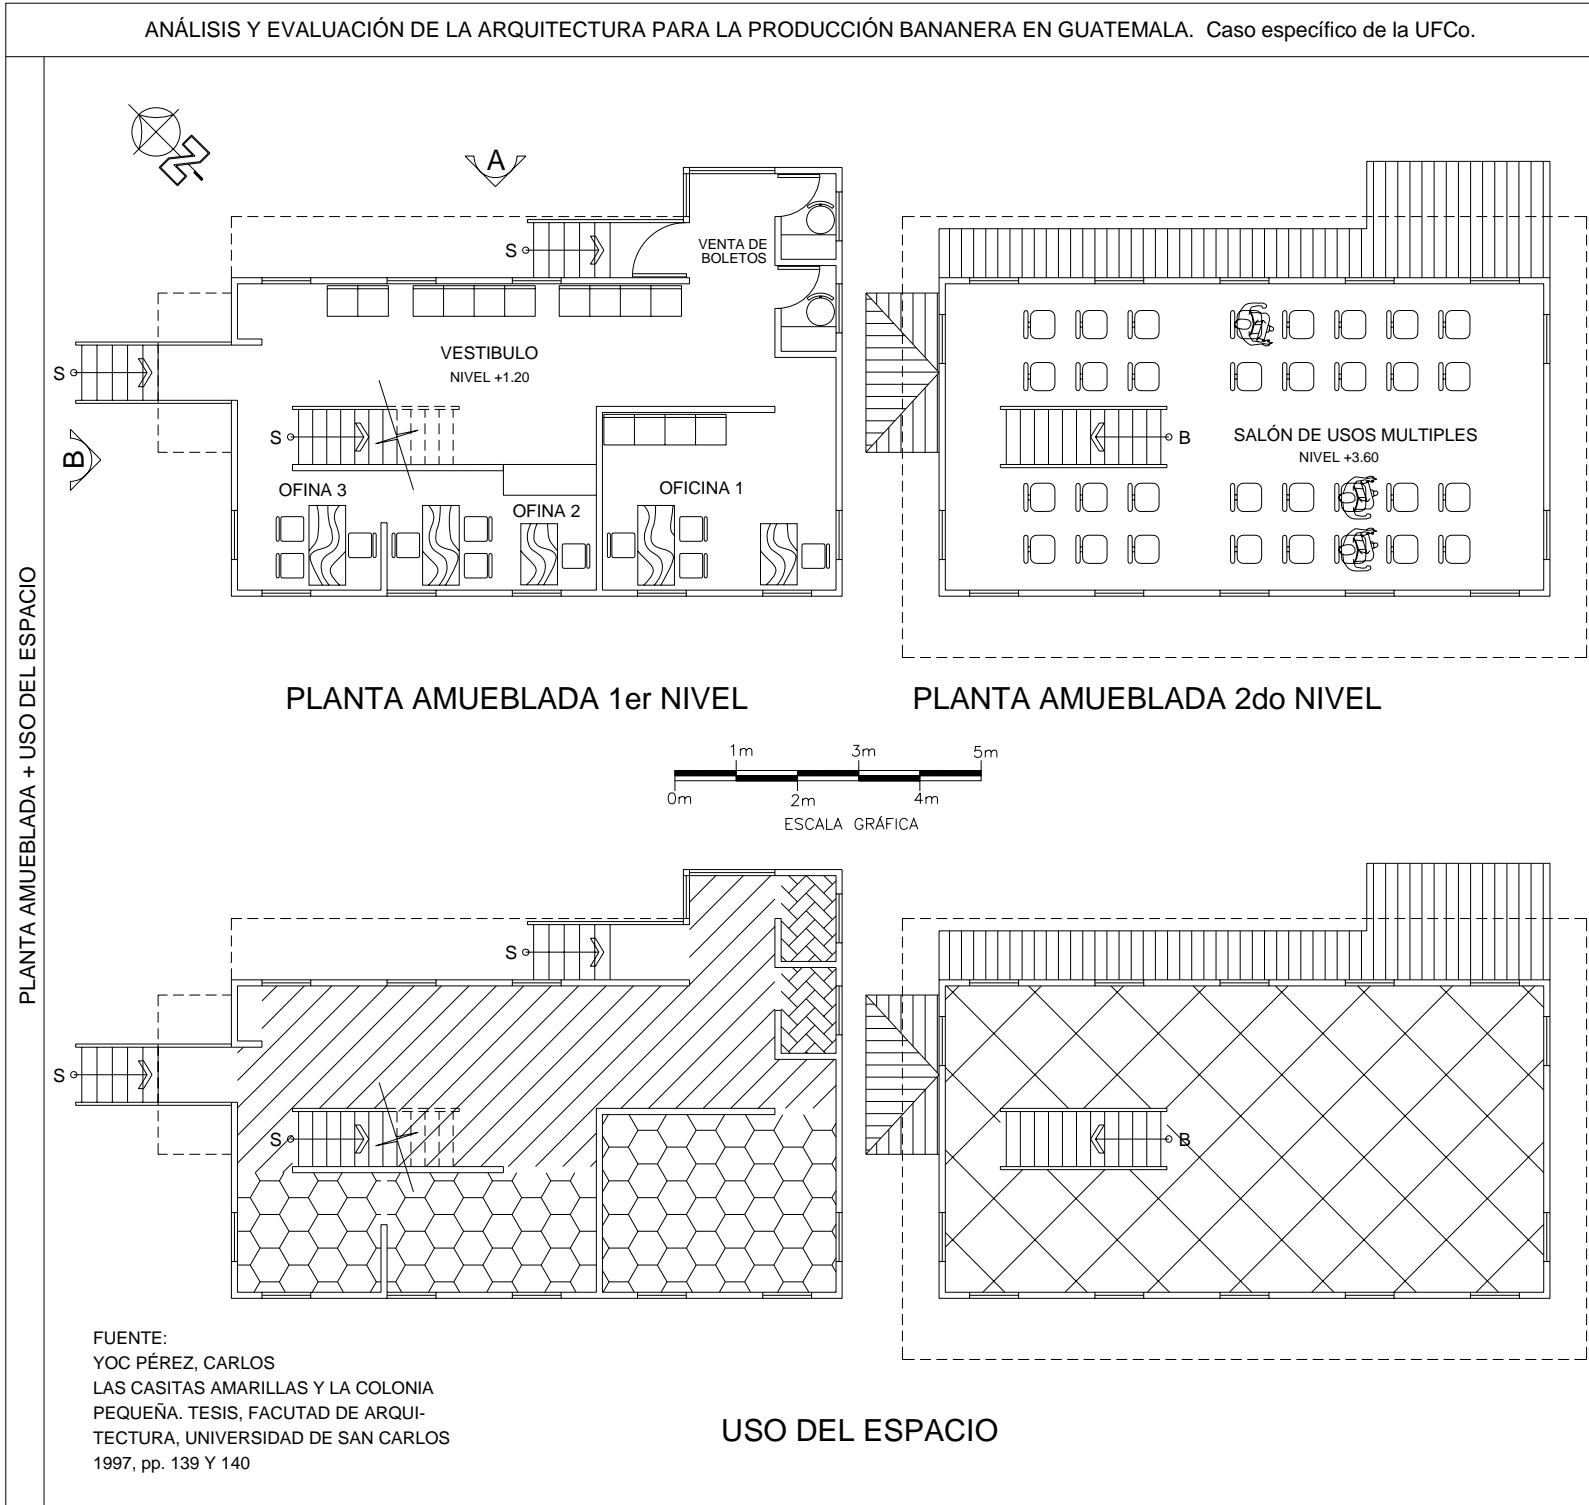 ANÁLISIS Y EVALUACIÓN DE LA ARQUITECTURA PARA LA PRODUCCIÓN BANANERA EN GUATEMALA. Caso específico de la UFCo.
PLANTA AMUEBLADA + USO DEL ESPACIO
N
A
S
VENTA DE
BOLETOS
VESTIBULO
NIVEL +1.20
S
S
B
OFINA 3
OFINA 2
OFICINA 1
SALÓN DE USOS MULTIPLES
NIVEL +3.60
B
PLANTA AMUEBLADA 1er NIVEL
PLANTA AMUEBLADA 2do NIVEL
1m 3m 5m
0m 2m 4m
ESCALA GRÁFICA
S
S
S
B
FUENTE:
YOC PÉREZ, CARLOS
LAS CASITAS AMARILLAS Y LA COLONIA
PEQUEÑA. TESIS, FACUTAD DE ARQUI-
TECTURA, UNIVERSIDAD DE SAN CARLOS
1997, pp. 139 Y 140
USO DEL ESPACIO